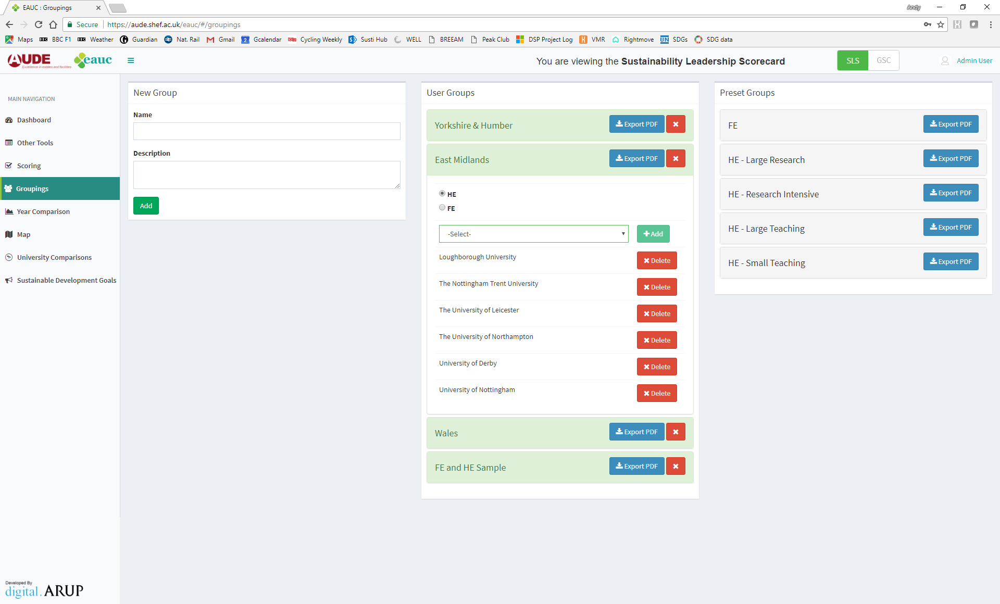 EAUC : Groupings
Andy
Secure https://aude.shef.ac.uk/eauc/#/groupings
Maps BBC F1 Weather Guardian Nat. Rail Gmail 2 Gcalendar Cycling Weekly Susti Hub WELL BREEAM Peak Club DSP Project Log VMR Rightmove UN SDGs SDG data
AUDE
Excellence in estates and facilities
eauc
You are viewing the Sustainability Leadership Scorecard
SLS GSC
Admin User
MAIN NAVIGATION
Dashboard
Other Tools
Scoring
Groupings
Year Comparison
Map
University Comparisons
Sustainable Development Goals
Developed By
digital. ARUP
New Group
Name
Description
Add
User Groups
Yorkshire & Humber Export PDF
East Midlands Export PDF
HE
FE
-Select- Add
Loughborough University Delete
The Nottingham Trent University Delete
The University of Leicester Delete
The University of Northampton Delete
University of Derby Delete
University of Nottingham Delete
Wales Export PDF
FE and HE Sample Export PDF
Preset Groups
FE Export PDF
HE - Large Research Export PDF
HE - Research Intensive Export PDF
HE - Large Teaching Export PDF
HE - Small Teaching Export PDF